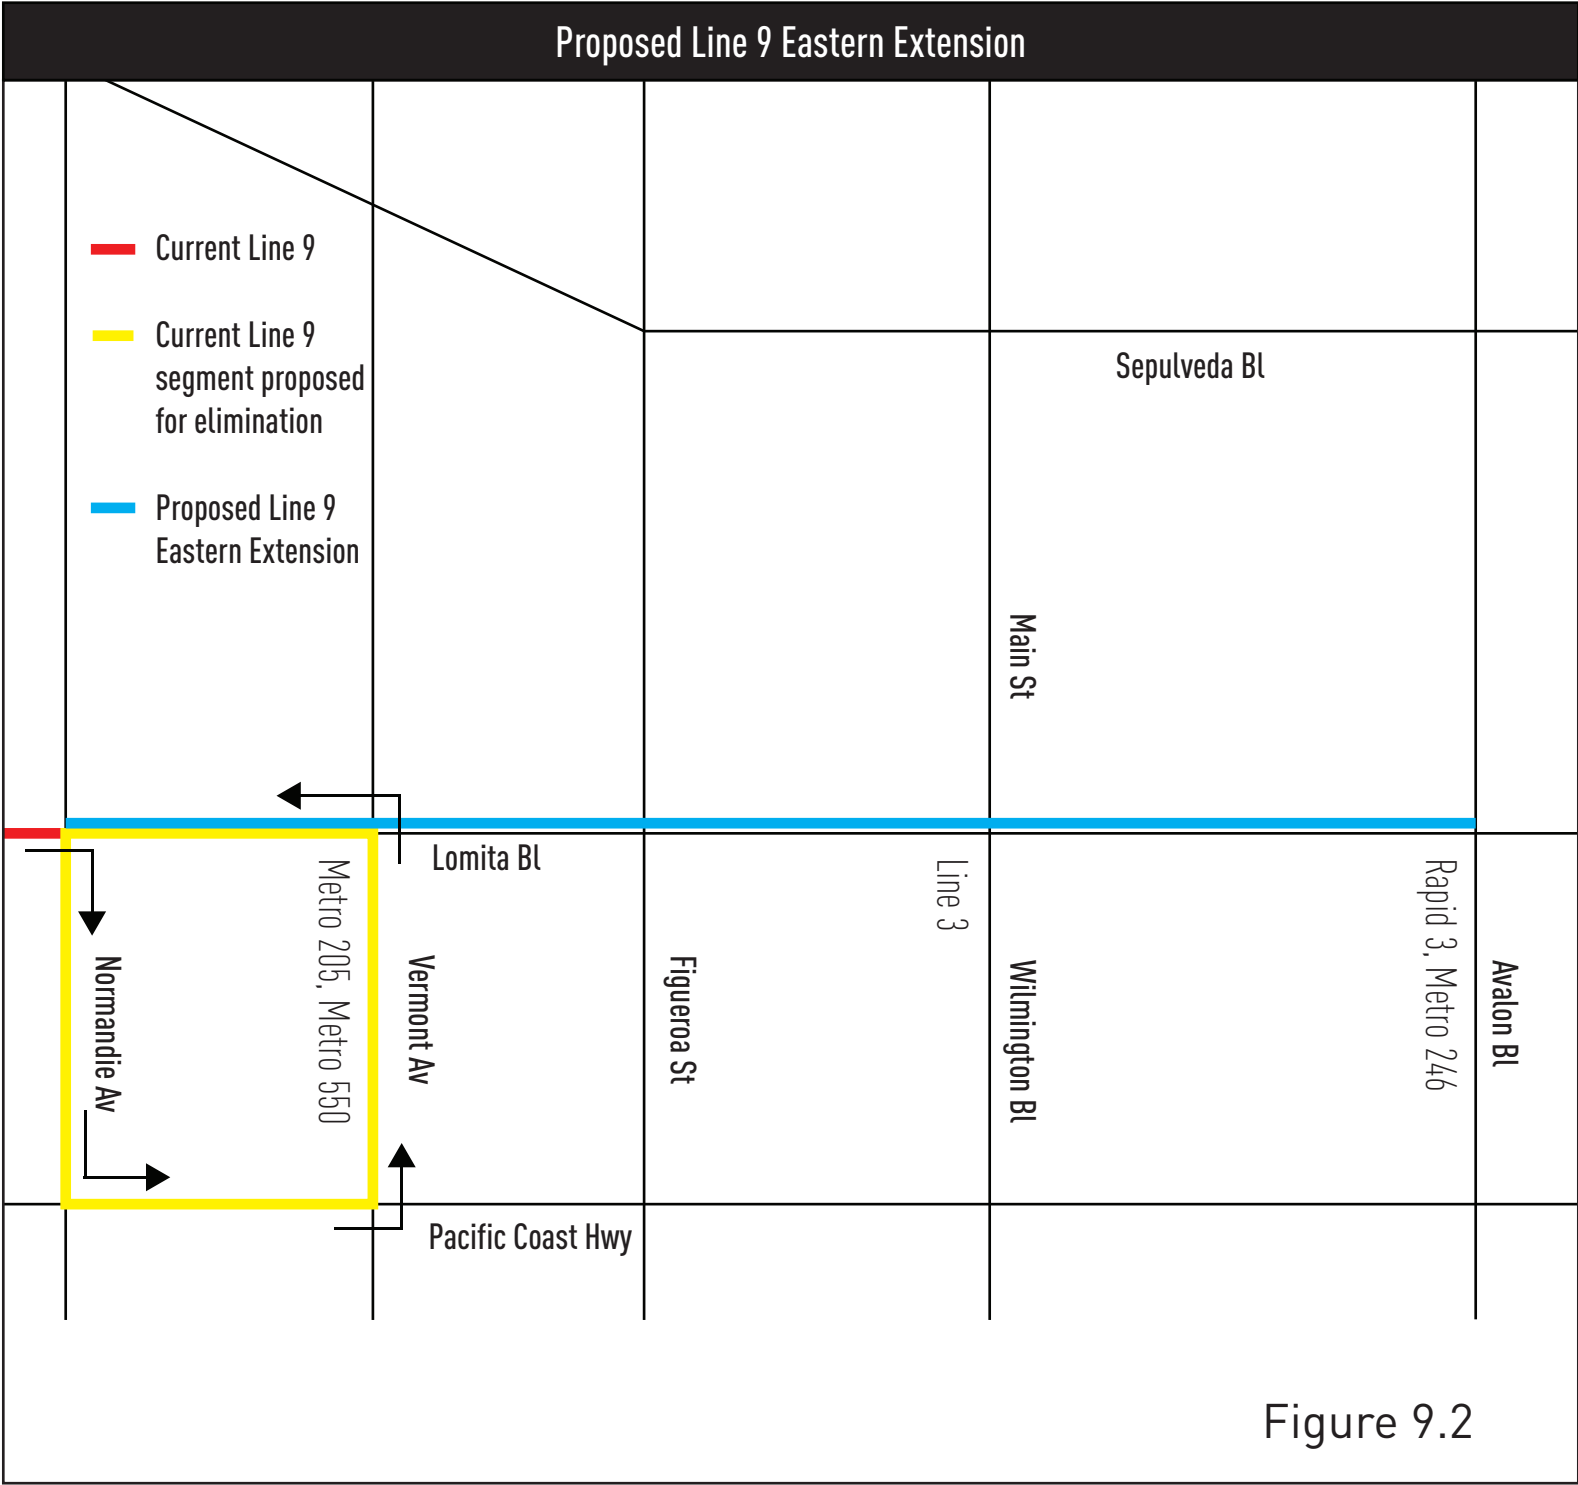 Proposed Line 9 Eastern Extension
Current Line 9
Current Line 9
segment proposed
for elimination
Proposed Line 9
Eastern Extension
Sepulveda Bl
Main St
Lomita Bl
Normandie Av
Metro 205, Metro 550
Vermont Av
Figueroa St
Line 3
Wilmington Bl
Rapid 3, Metro 246
Avalon Bl
Pacific Coast Hwy
Figure 9.2